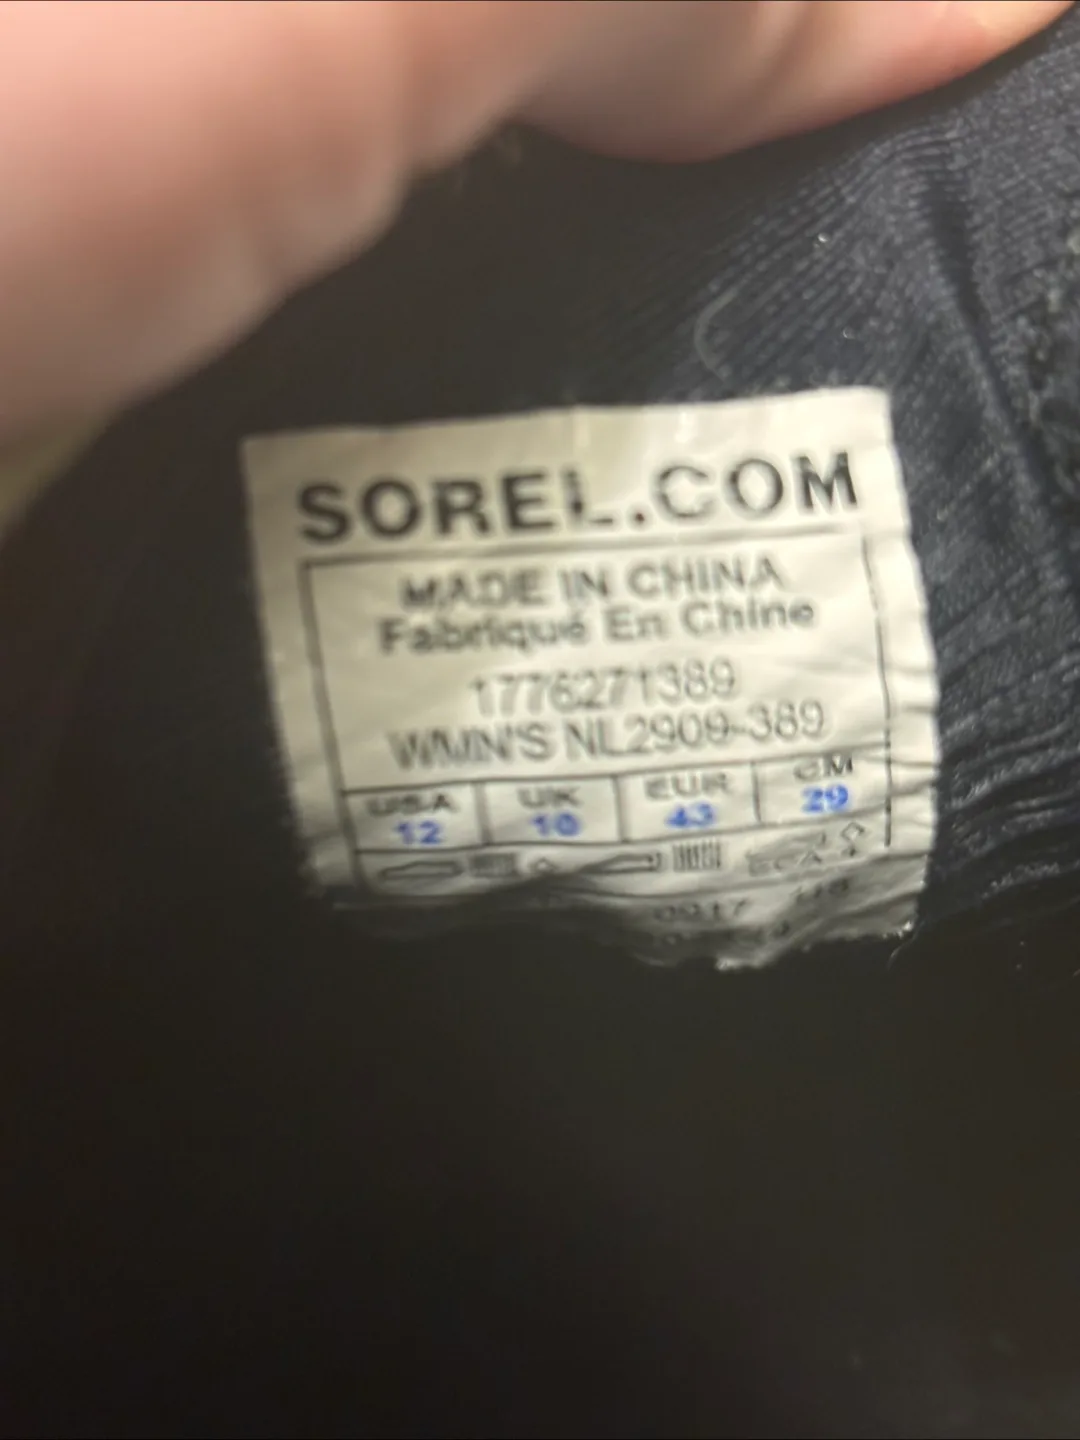 SOREL.COM
MADE IN CHINA
Fabriqué En Chine
1776271389
WMN'S NL2909-389
USA UK EUR CM
12 10 43 29
0917